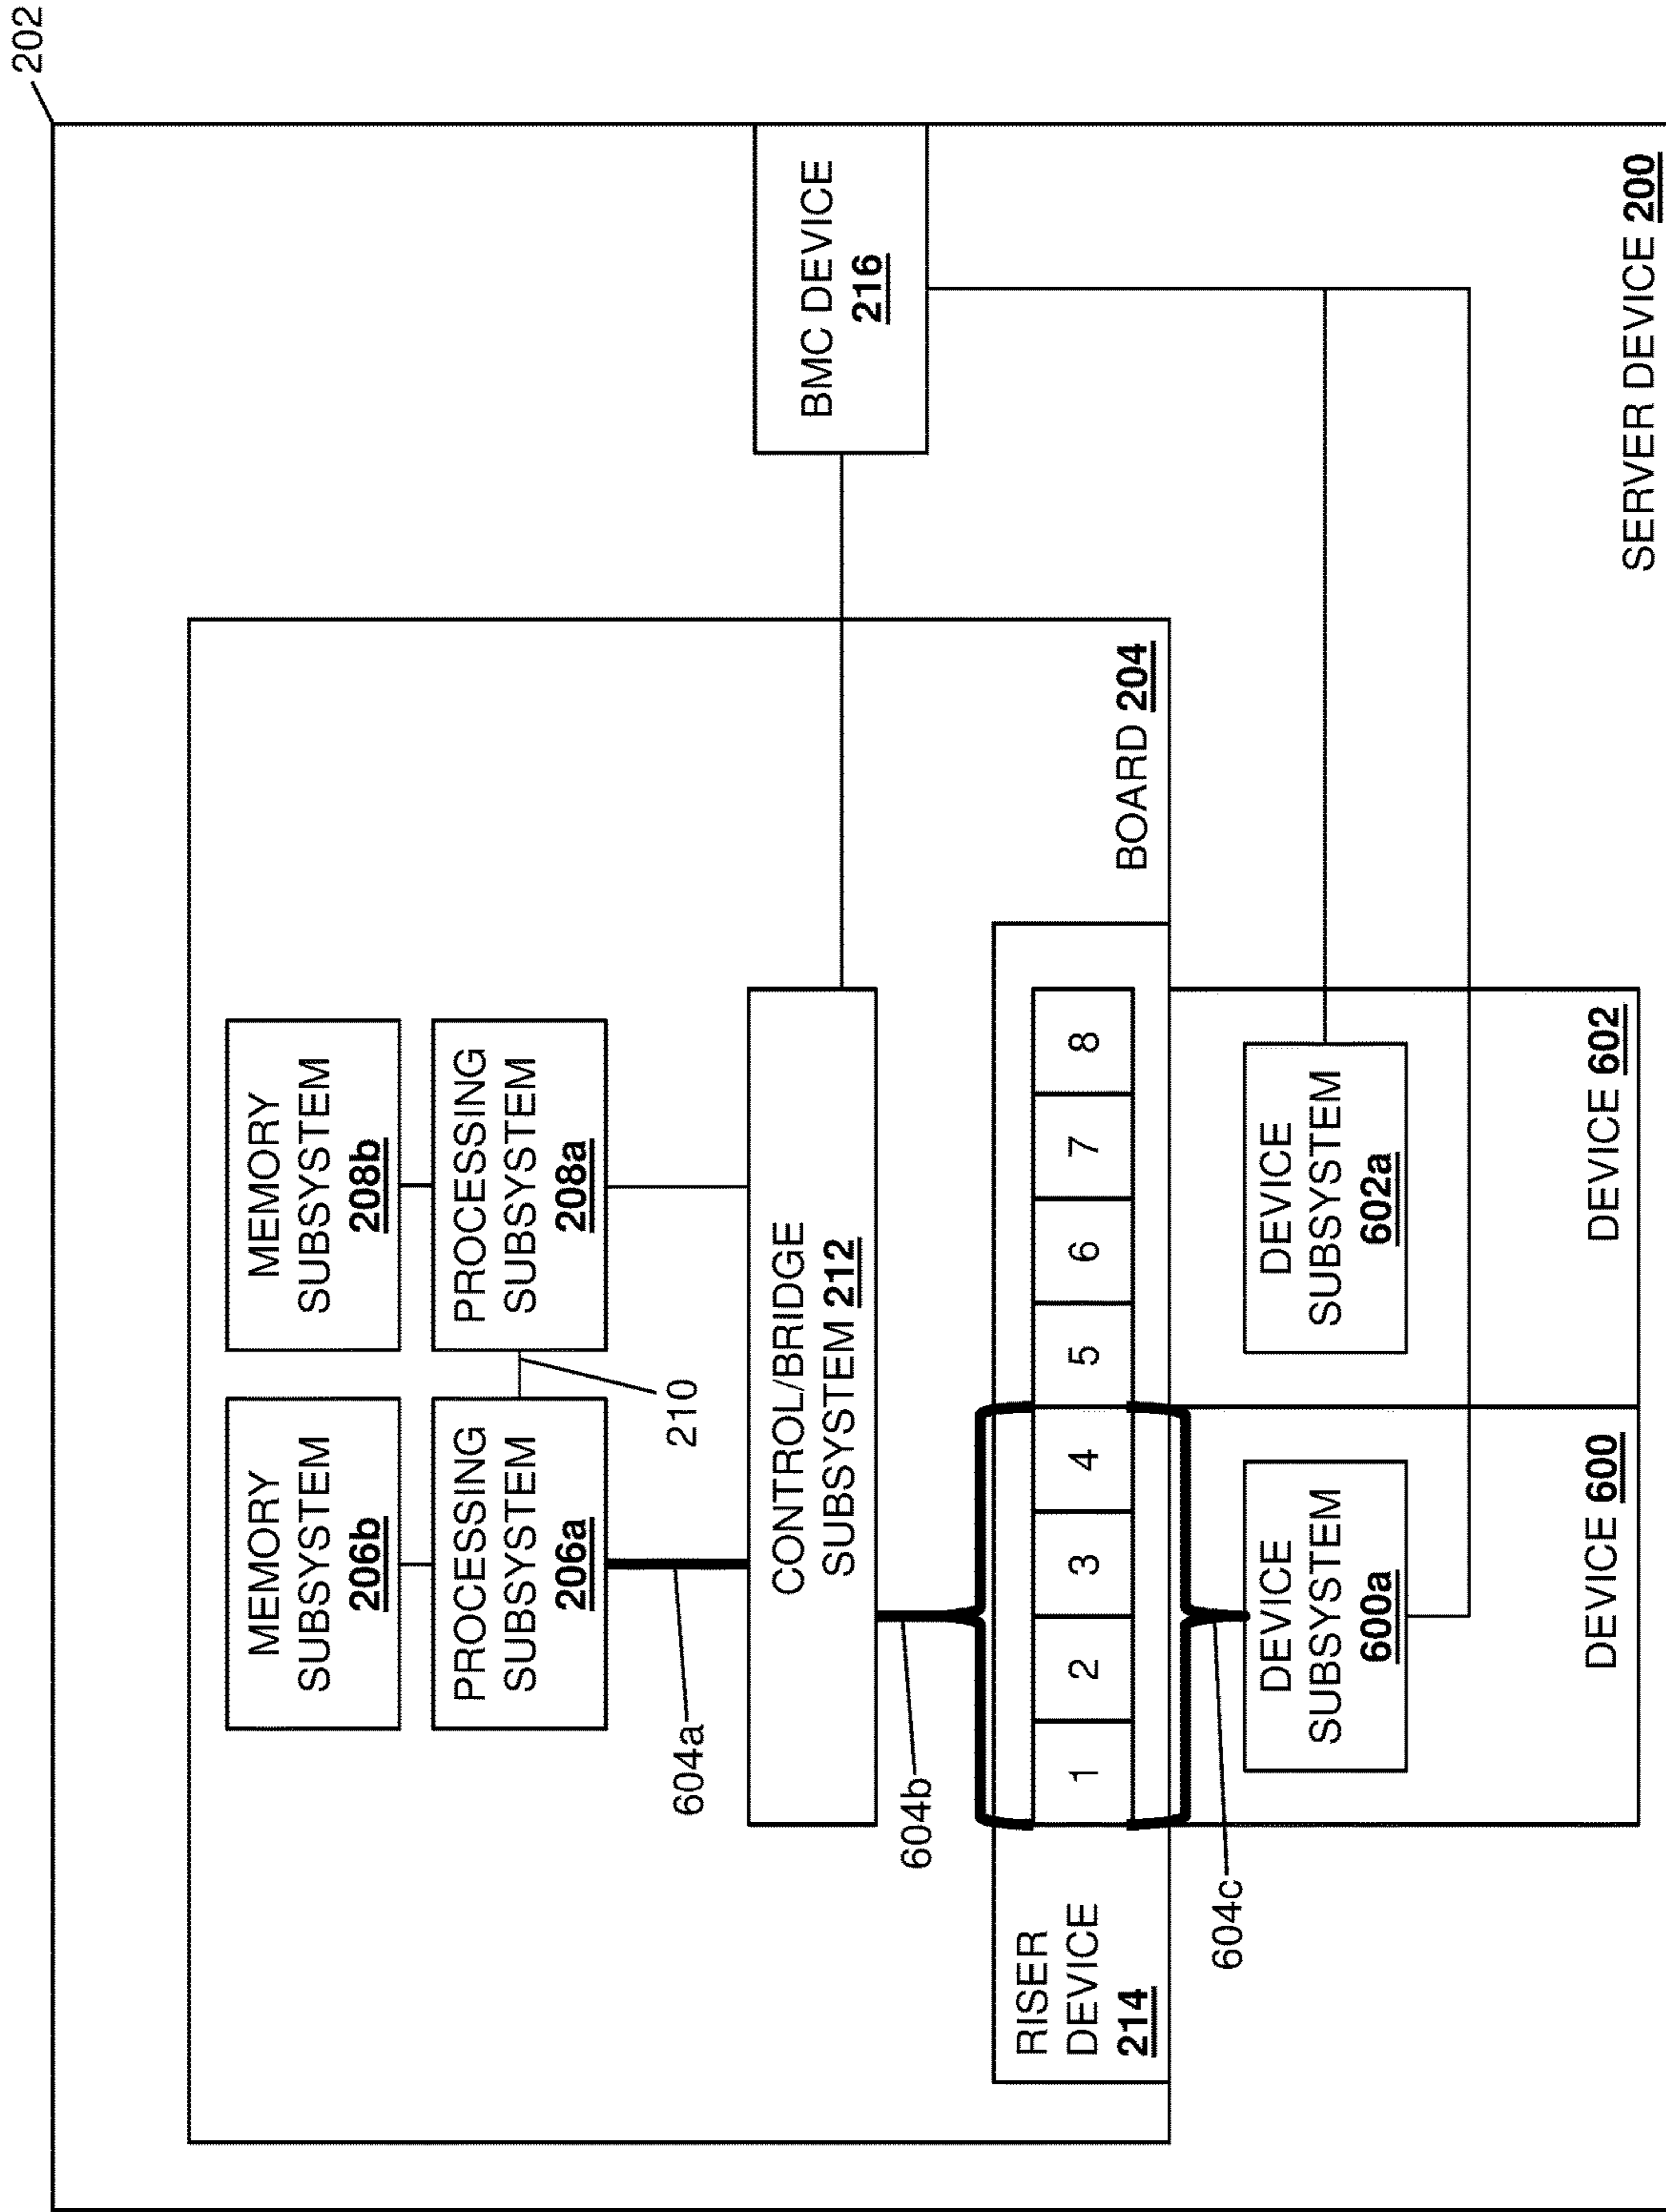 202
MEMORY
SUBSYSTEM
206b
MEMORY
SUBSYSTEM
208b
PROCESSING
SUBSYSTEM
206a
PROCESSING
SUBSYSTEM
208a
210
604a
CONTROL/BRIDGE
SUBSYSTEM 212
BMC DEVICE
216
604b
RISER
DEVICE
214
1
2
3
4
5
6
7
8
BOARD 204
604c
DEVICE
SUBSYSTEM
600a
DEVICE
SUBSYSTEM
602a
DEVICE 600
DEVICE 602
SERVER DEVICE 200